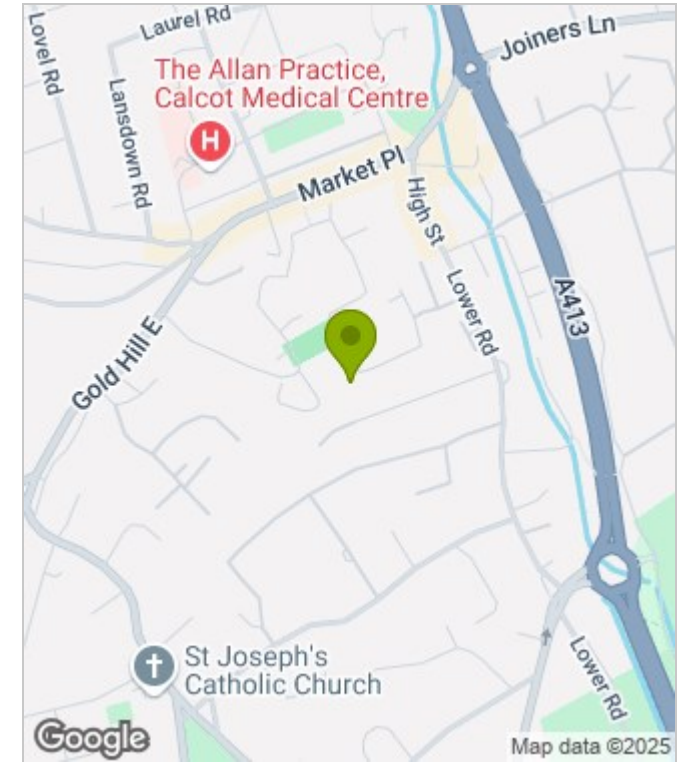 Laurel Rd
Lovel Rd
Lansdown Rd
The Allan Practice,
Calcot Medical Centre
H
Joiners Ln
Market Pl
High St
Lower Rd
A413
Gold Hill E
St Joseph's
Catholic Church
Lower Rd
Google
Map data ©2025